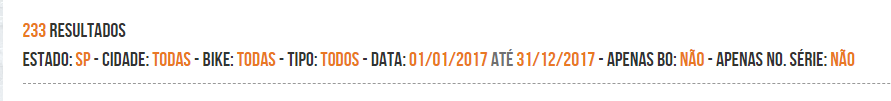 233 RESULTADOS
ESTADO: SP - CIDADE: TODAS - BIKE: TODAS - TIPO: TODOS - DATA: 01/01/2017 ATÉ 31/12/2017 - APENAS BO: NÃO - APENAS NO. SÉRIE: NÃO